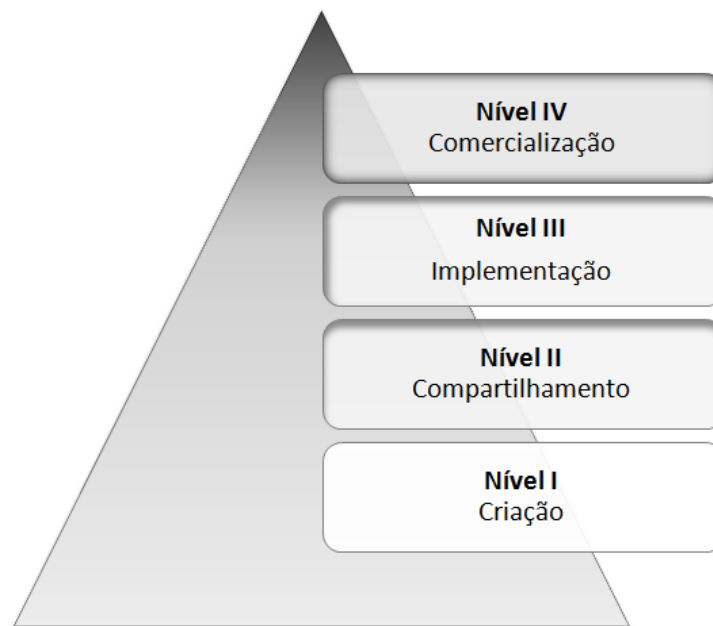 Nível IV
Comercialização
Nível III
Implementação
Nível II
Compartilhamento
Nível I
Criação